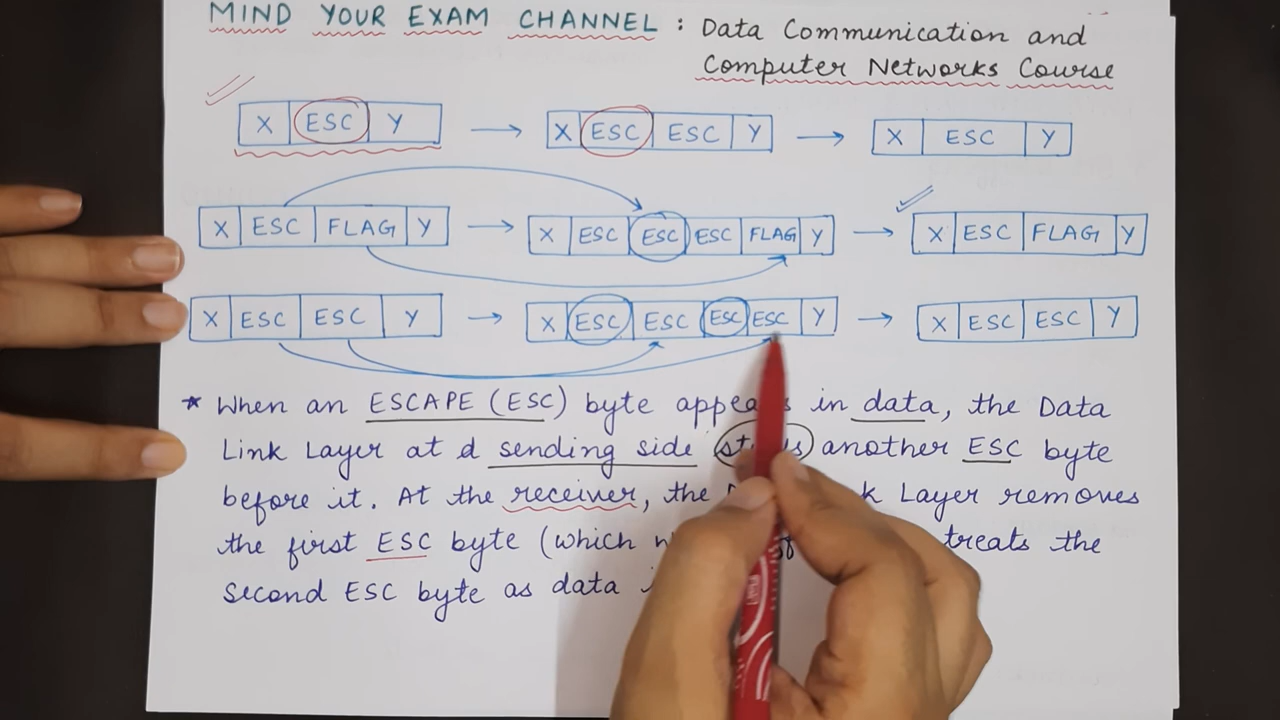 MIND YOUR EXAM CHANNEL : Data Communication and
Computer Networks Course
X ESC Y → X ESC ESC Y → X ESC Y
X ESC FLAG Y → X ESC ESC ESC FLAG Y → X ESC FLAG Y
X ESC ESC Y → X ESC ESC ESC ESC Y → X ESC ESC Y
* When an ESCAPE (ESC) byte in data, the Data
Link Layer at d sending side another ESC byte
before it. At the receiver, the Layer removes
the first ESC byte (which treats the
second ESC byte as data